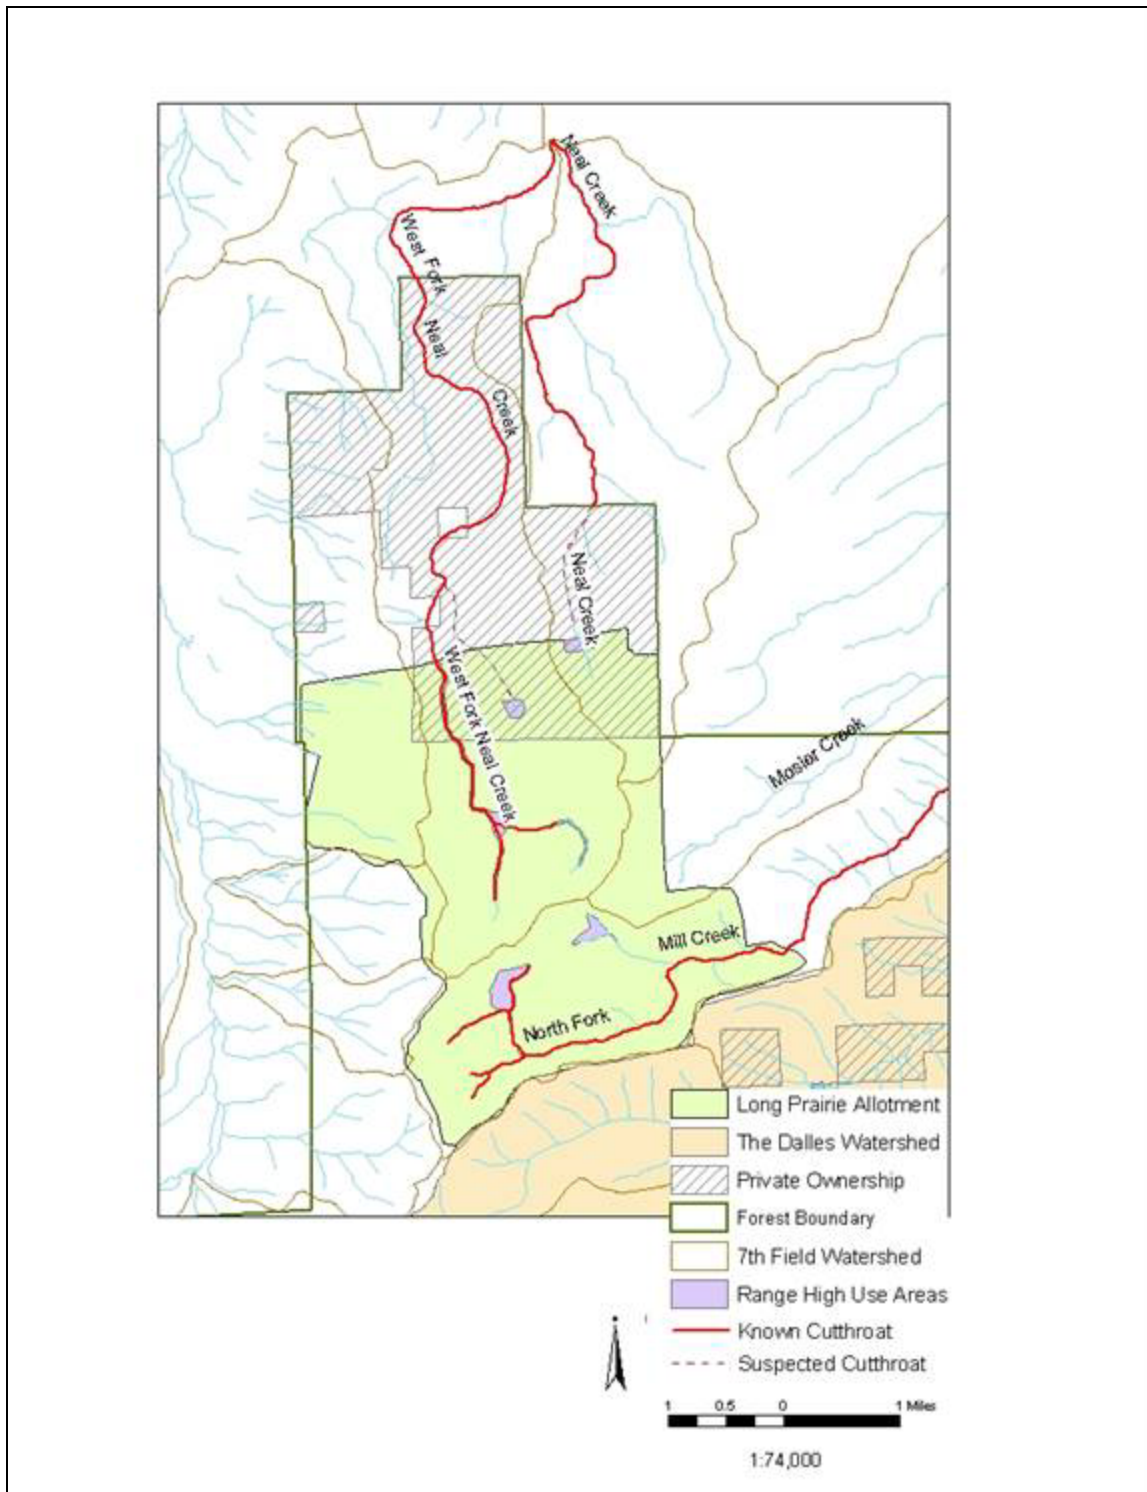 Neal Creek
West Fork
Neal
Creek
Neal Creek
West Fork Neal Creek
Mosier Creek
Mill Creek
North Fork
Long Prairie Allotment
The Dalles Watershed
Private Ownership
Forest Boundary
7th Field Watershed
Range High Use Areas
Known Cutthroat
Suspected Cutthroat
1 0.5 0 1 Miles
1:74,000